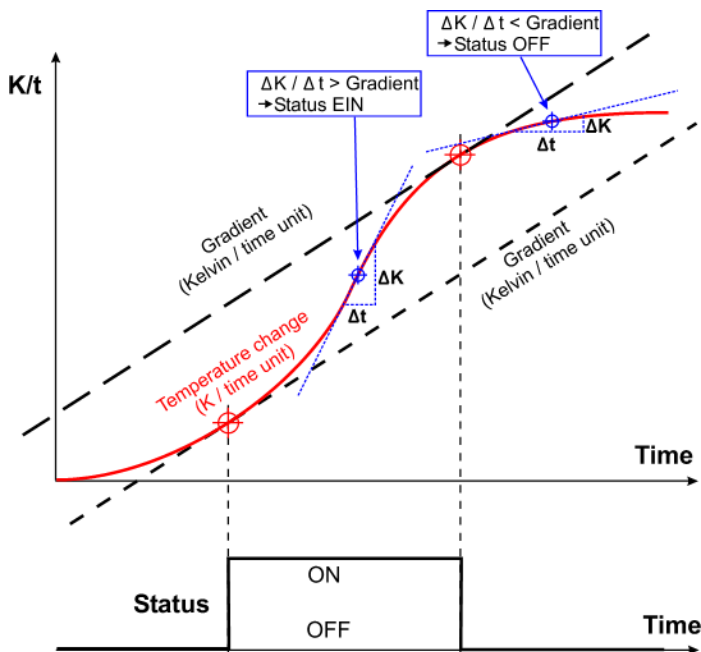 ΔK / Δt < Gradient
→Status OFF
K/t
ΔK / Δt > Gradient
→Status EIN
ΔK
Δt
Gradient
(Kelvin / time unit)
Gradient
(Kelvin / time unit)
ΔK
Δt
Temperature change
(K / time unit)
Time
ON
Status
OFF
Time